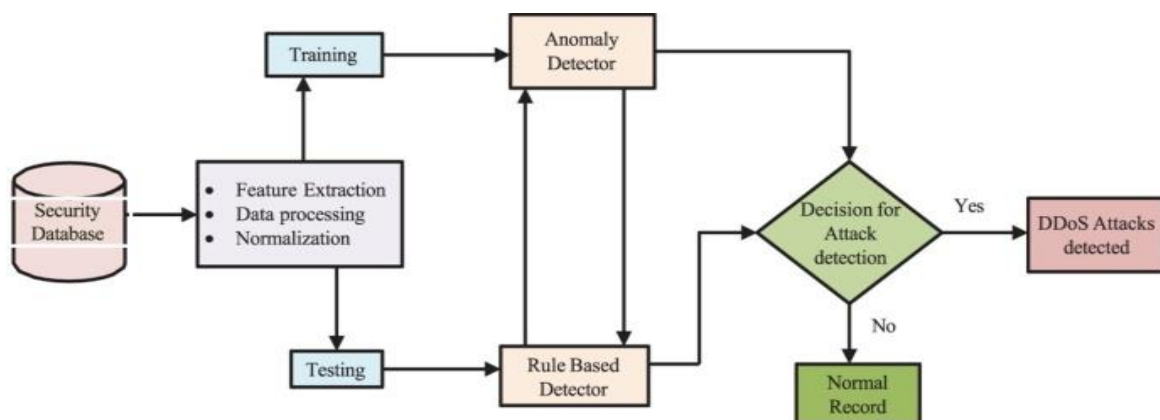 Training
Anomaly
Detector
Security
Database
• Feature Extraction
• Data processing
• Normalization
Decision for
Attack
detection
Yes
DDoS Attacks
detected
No
Testing
Rule Based
Detector
Normal
Record